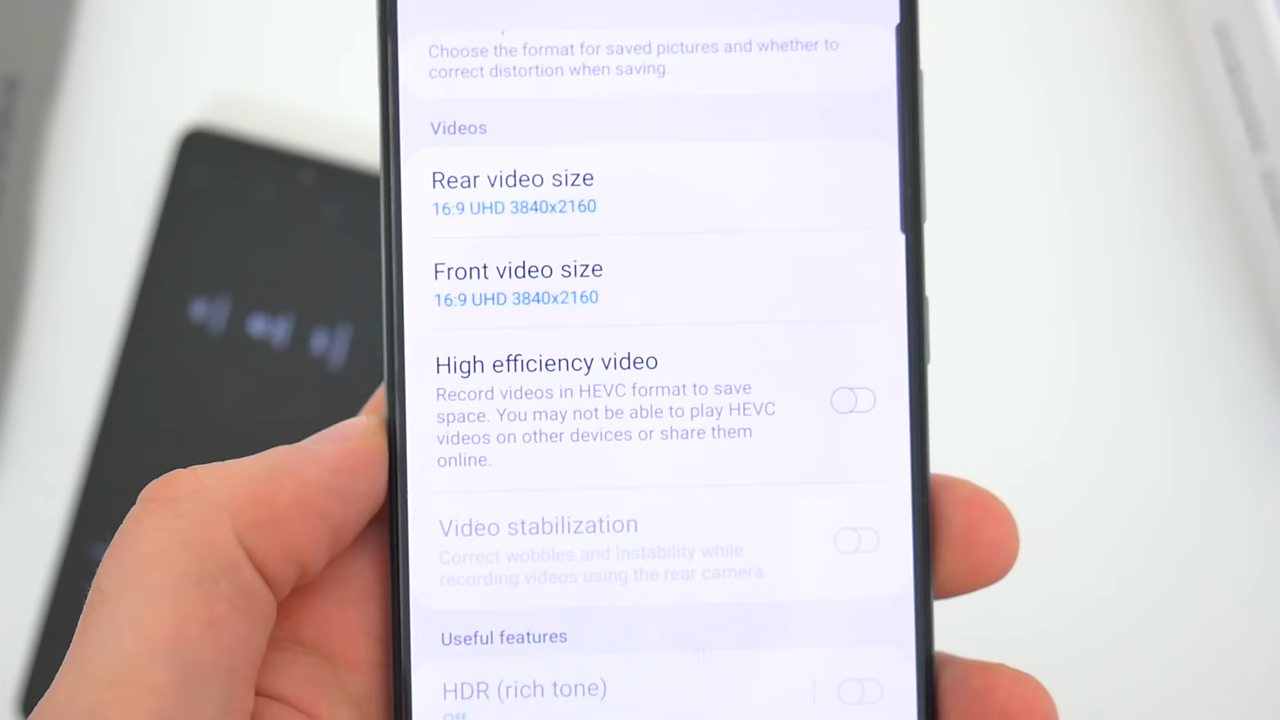 Choose the format for saved pictures and whether to
correct distortion when saving.
Videos
Rear video size
16:9 UHD 3840x2160
Front video size
16:9 UHD 3840x2160
High efficiency video
Record videos in HEVC format to save
space. You may not be able to play HEVC
videos on other devices or share them
online.
Video stabilization
Correct wobbles and instability while
recording videos using the rear camera.
Useful features
HDR (rich tone)
Off